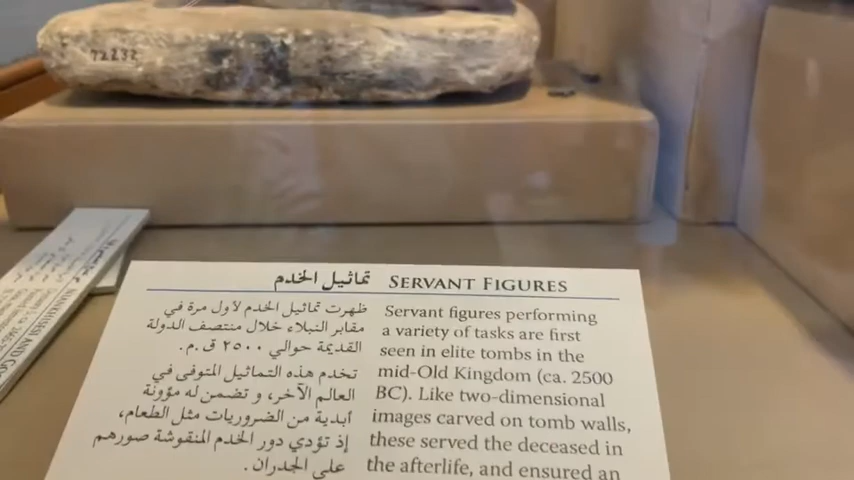 72232
تماثيل الخدم
ظهرت تماثيل الخدم لأول مرة في
مقابر النبلاء خلال منتصف الدولة
القديمة حوالي ٢٥٠٠ ق.م.
تخدم هذه التماثيل المتوفى في
العالم الآخر، و تضمن له مؤونة
أبدية من الضروريات مثل الطعام،
إذ تؤدي دور الخدم المنقوشة صورهم
على الجدران.
SERVANT FIGURES
Servant figures performing
a variety of tasks are first
seen in elite tombs in the
mid-Old Kingdom (ca. 2500
BC). Like two-dimensional
images carved on tomb walls,
these served the deceased in
the afterlife, and ensured an